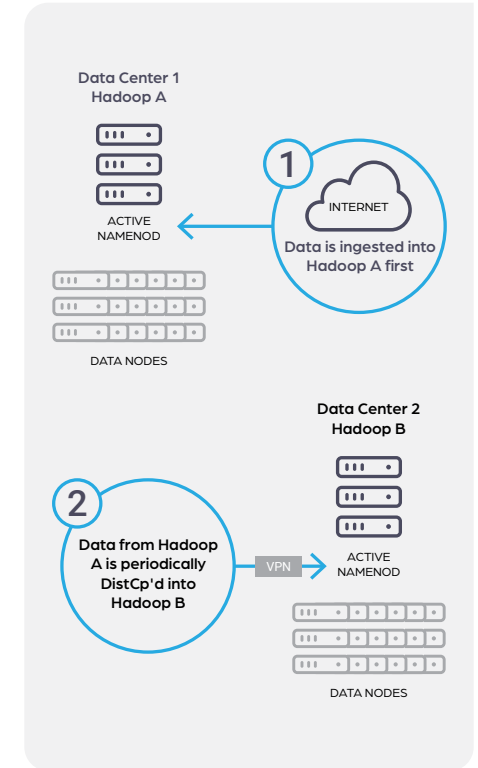 Data Center 1
Hadoop A
1
INTERNET
Data is ingested into
Hadoop A first
ACTIVE
NAMENOD
DATA NODES
Data Center 2
Hadoop B
2
Data from Hadoop
A is periodically
DistCp'd into
Hadoop B
VPN
ACTIVE
NAMENOD
DATA NODES